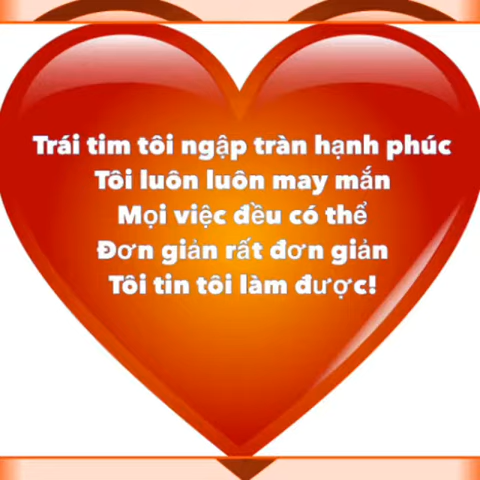 Trái tim tôi ngập tràn hạnh phúc
Tôi luôn luôn may mắn
Mọi việc đều có thể
Đơn giản rất đơn giản
Tôi tin tôi làm được!